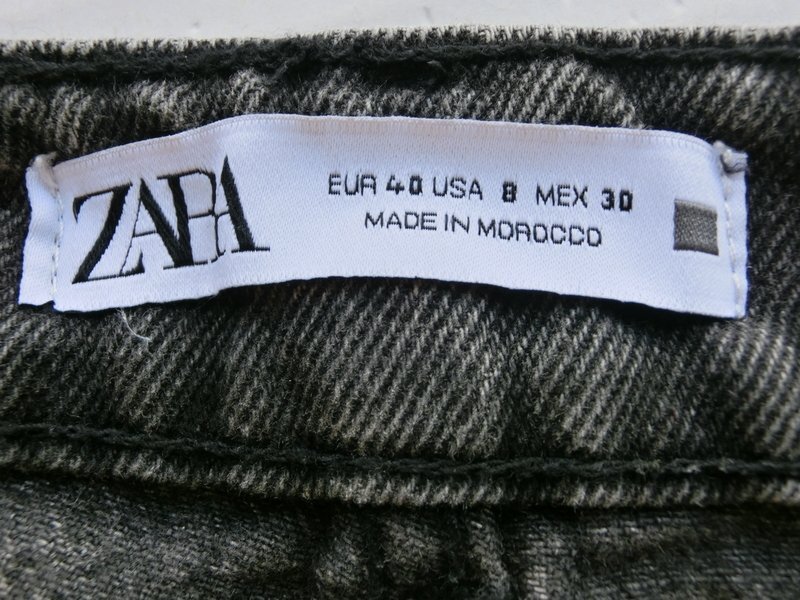 ZARA
EUR 40 USA 8 MEX 30
MADE IN MOROCCO